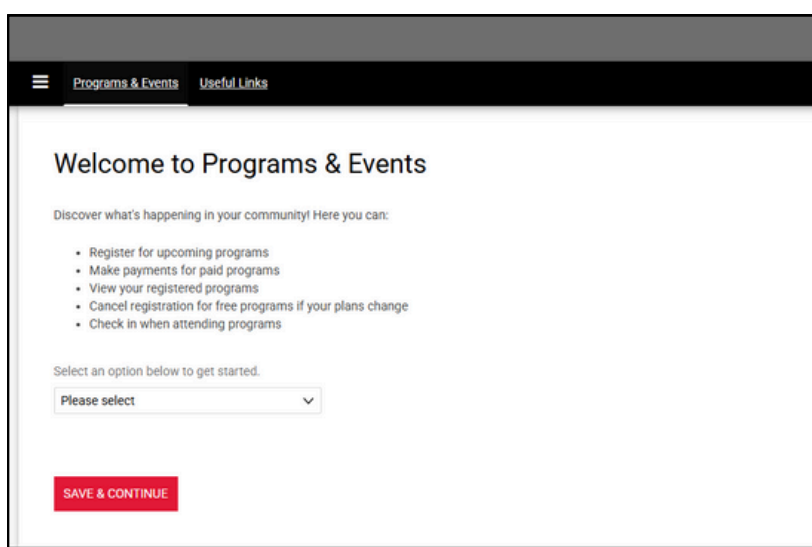 Programs & Events Useful Links
Welcome to Programs & Events
Discover what's happening in your community! Here you can:
• Register for upcoming programs
• Make payments for paid programs
• View your registered programs
• Cancel registration for free programs if your plans change
• Check in when attending programs
Select an option below to get started.
Please select
SAVE & CONTINUE